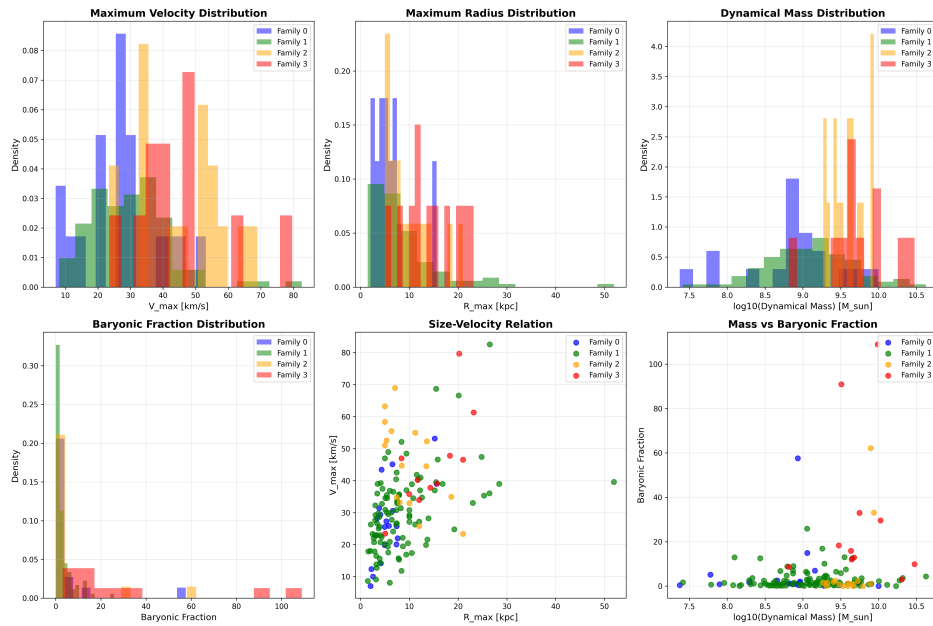 Maximum Velocity Distribution
Density
0.00
0.01
0.02
0.03
0.04
0.05
0.06
0.07
0.08
10
20
30
40
50
60
70
80
V_max [km/s]
Family 0
Family 1
Family 2
Family 3
Maximum Radius Distribution
Density
0.00
0.05
0.10
0.15
0.20
0
10
20
30
40
50
R_max [kpc]
Family 0
Family 1
Family 2
Family 3
Dynamical Mass Distribution
Density
0.0
0.5
1.0
1.5
2.0
2.5
3.0
3.5
4.0
7.5
8.0
8.5
9.0
9.5
10.0
10.5
log10(Dynamical Mass) [M_sun]
Family 0
Family 1
Family 2
Family 3
Baryonic Fraction Distribution
Density
0.00
0.05
0.10
0.15
0.20
0.25
0.30
0
20
40
60
80
100
Baryonic Fraction
Family 0
Family 1
Family 2
Family 3
Size-Velocity Relation
V_max [km/s]
10
20
30
40
50
60
70
80
0
10
20
30
40
50
R_max [kpc]
Family 0
Family 1
Family 2
Family 3
Mass vs Baryonic Fraction
Baryonic Fraction
0
20
40
60
80
100
7.5
8.0
8.5
9.0
9.5
10.0
10.5
log10(Dynamical Mass) [M_sun]
Family 0
Family 1
Family 2
Family 3